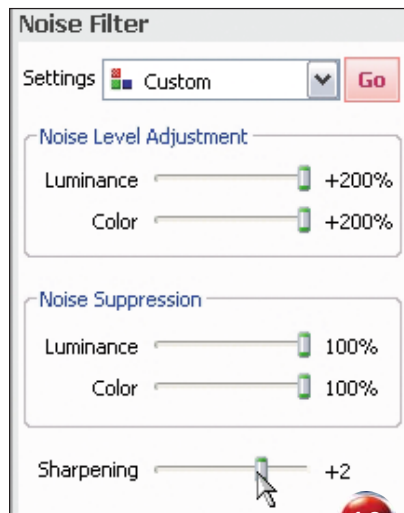 Noise Filter
Settings Custom Go
Noise Level Adjustment
Luminance +200%
Color +200%
Noise Suppression
Luminance 100%
Color 100%
Sharpening +2